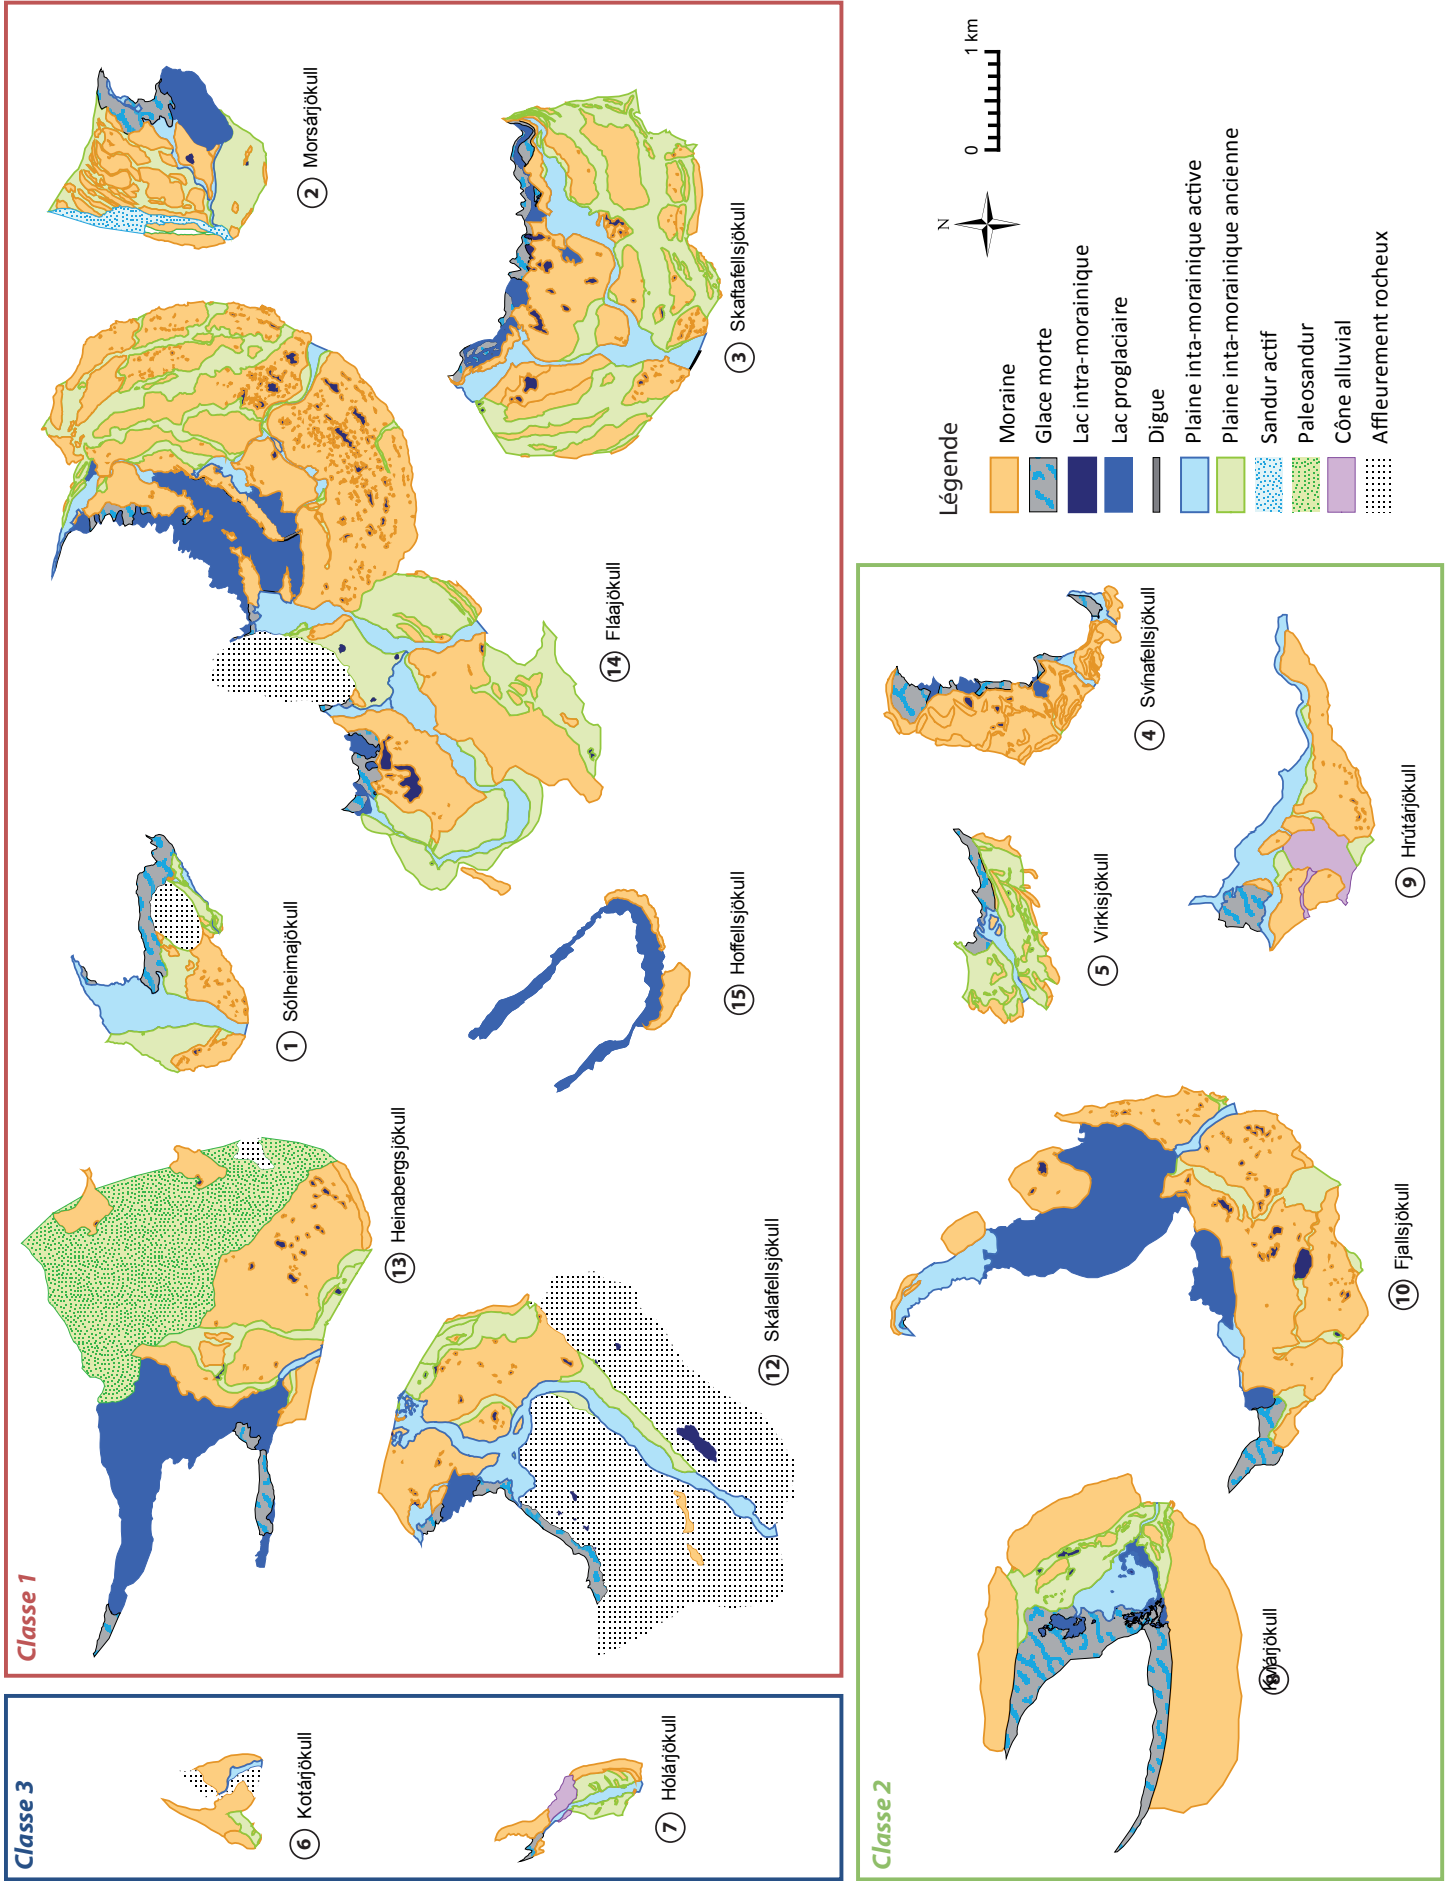 Classe 3
6 Kotárjökull
7 Hólárjökull
Classe 1
13 Heinabergsjökull
1 Sólheimajökull
2 Morsárjökull
12 Skálafellsjökull
15 Hoffellsjökull
14 Fláajökull
3 Skaftafellsjökull
Classe 2
8 Kvíárjökull
10 Fjallsjökull
5 Virkisjökull
4 Svínafellsjökull
9 Hrútárjökull
Légende
Moraine
Glace morte
Lac intra-morainique
Lac proglaciaire
Digue
Plaine inta-morainique active
Plaine inta-morainique ancienne
Sandur actif
Paleosandur
Cône alluvial
Affleurement rocheux
N
0 1 km